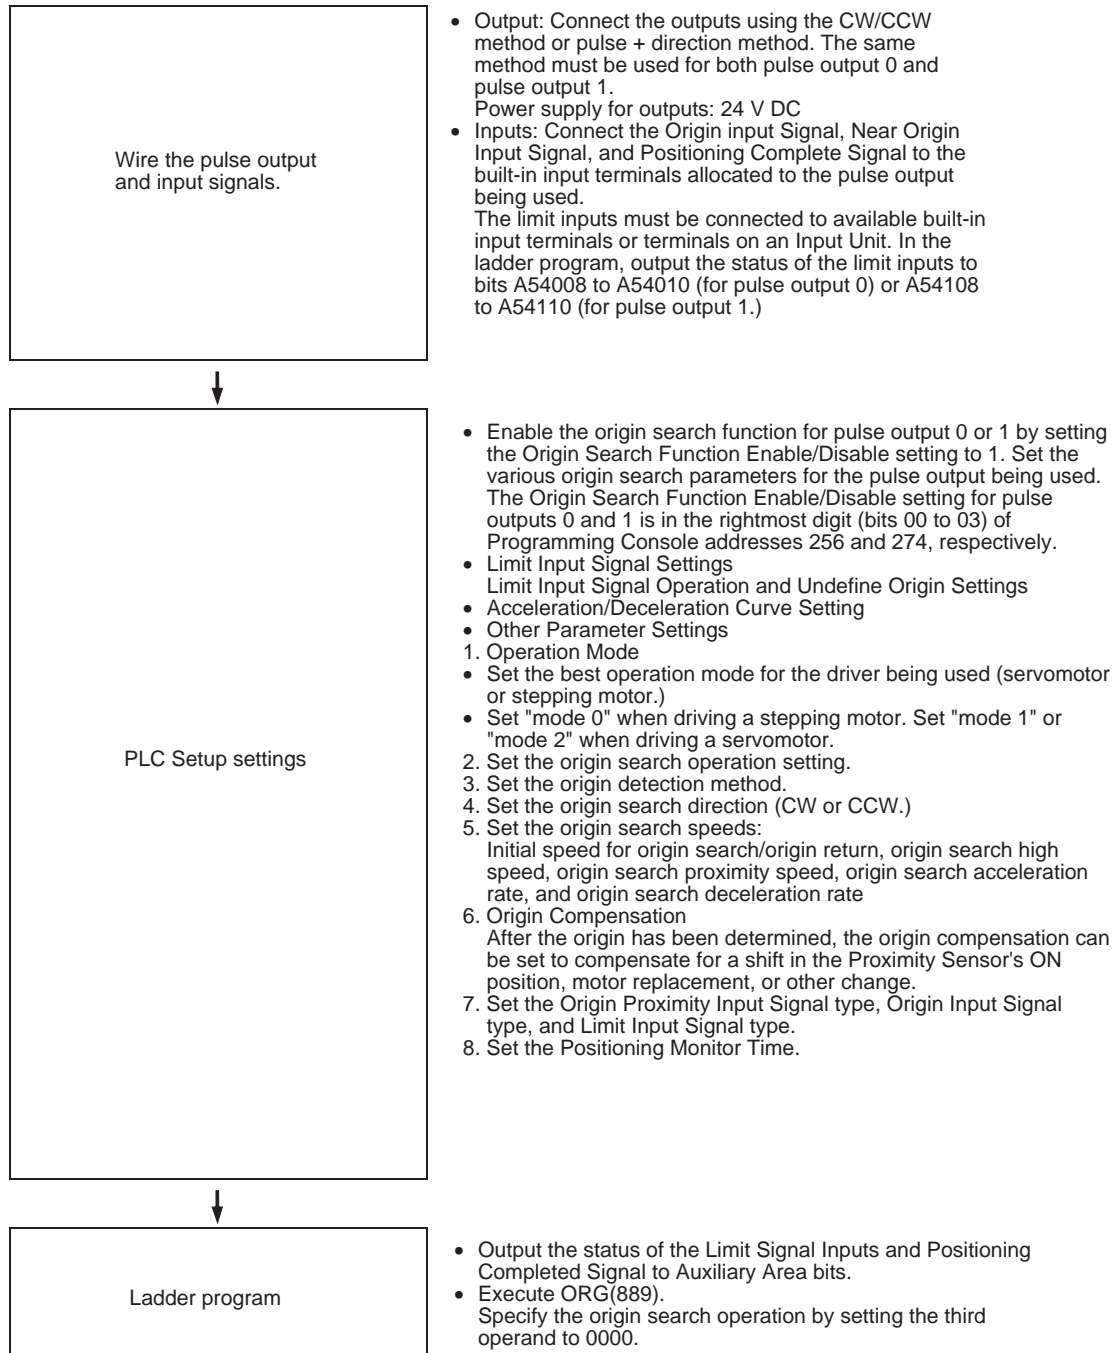 Wire the pulse output
and input signals.
• Output: Connect the outputs using the CW/CCW
method or pulse + direction method. The same
method must be used for both pulse output 0 and
pulse output 1.
Power supply for outputs: 24 V DC
• Inputs: Connect the Origin input Signal, Near Origin
Input Signal, and Positioning Complete Signal to the
built-in input terminals allocated to the pulse output
being used.
The limit inputs must be connected to available built-in
input terminals or terminals on an Input Unit. In the
ladder program, output the status of the limit inputs to
bits A54008 to A54010 (for pulse output 0) or A54108
to A54110 (for pulse output 1.)
PLC Setup settings
• Enable the origin search function for pulse output 0 or 1 by setting
the Origin Search Function Enable/Disable setting to 1. Set the
various origin search parameters for the pulse output being used.
The Origin Search Function Enable/Disable setting for pulse
outputs 0 and 1 is in the rightmost digit (bits 00 to 03) of
Programming Console addresses 256 and 274, respectively.
• Limit Input Signal Settings
Limit Input Signal Operation and Undefine Origin Settings
• Acceleration/Deceleration Curve Setting
• Other Parameter Settings
1. Operation Mode
• Set the best operation mode for the driver being used (servomotor
or stepping motor.)
• Set "mode 0" when driving a stepping motor. Set "mode 1" or
"mode 2" when driving a servomotor.
2. Set the origin search operation setting.
3. Set the origin detection method.
4. Set the origin search direction (CW or CCW.)
5. Set the origin search speeds:
Initial speed for origin search/origin return, origin search high
speed, origin search proximity speed, origin search acceleration
rate, and origin search deceleration rate
6. Origin Compensation
After the origin has been determined, the origin compensation can
be set to compensate for a shift in the Proximity Sensor's ON
position, motor replacement, or other change.
7. Set the Origin Proximity Input Signal type, Origin Input Signal
type, and Limit Input Signal type.
8. Set the Positioning Monitor Time.
Ladder program
• Output the status of the Limit Signal Inputs and Positioning
Completed Signal to Auxiliary Area bits.
• Execute ORG(889).
Specify the origin search operation by setting the third
operand to 0000.